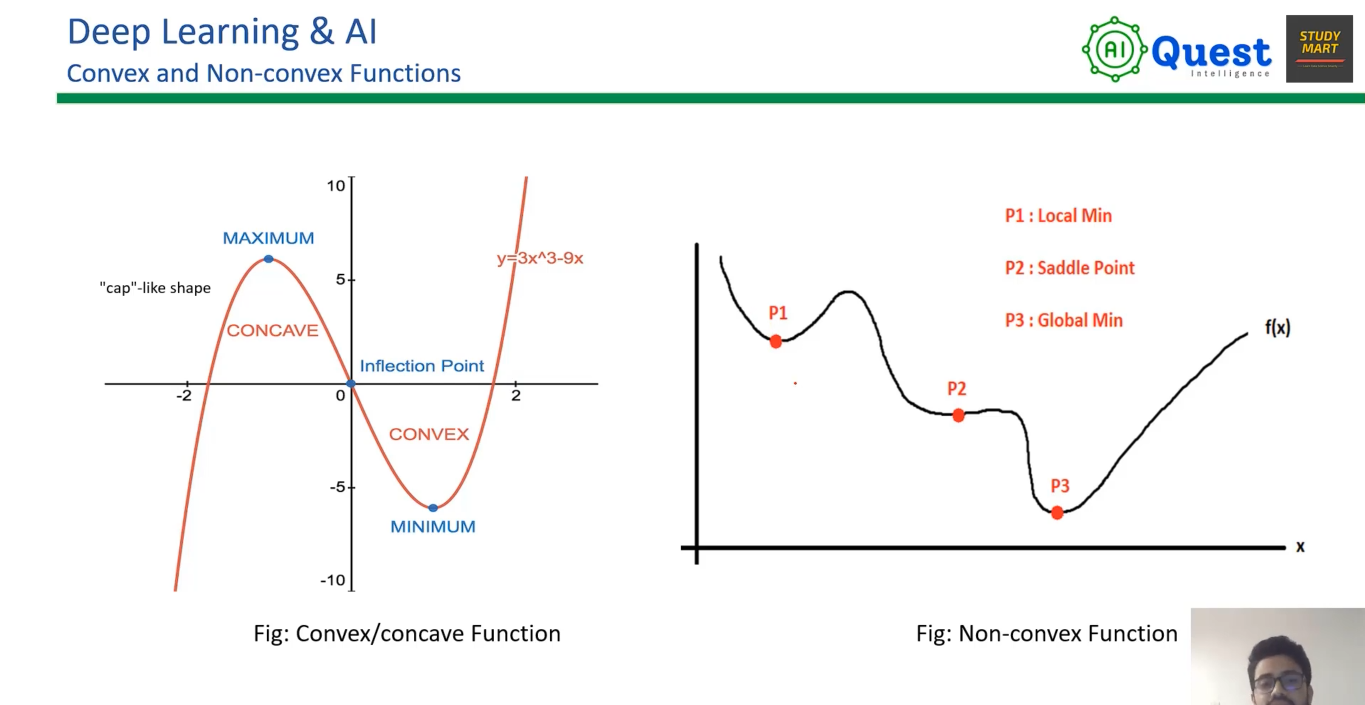 Deep Learning & AI
Convex and Non-convex Functions
AI Quest
Intelligence
STUDY
MART
10
MAXIMUM
y=3x^3-9x
"cap"-like shape
5
CONCAVE
Inflection Point
-2
0
2
CONVEX
-5
MINIMUM
-10
Fig: Convex/concave Function
P1 : Local Min
P2 : Saddle Point
P3 : Global Min
P1
f(x)
P2
P3
x
Fig: Non-convex Function